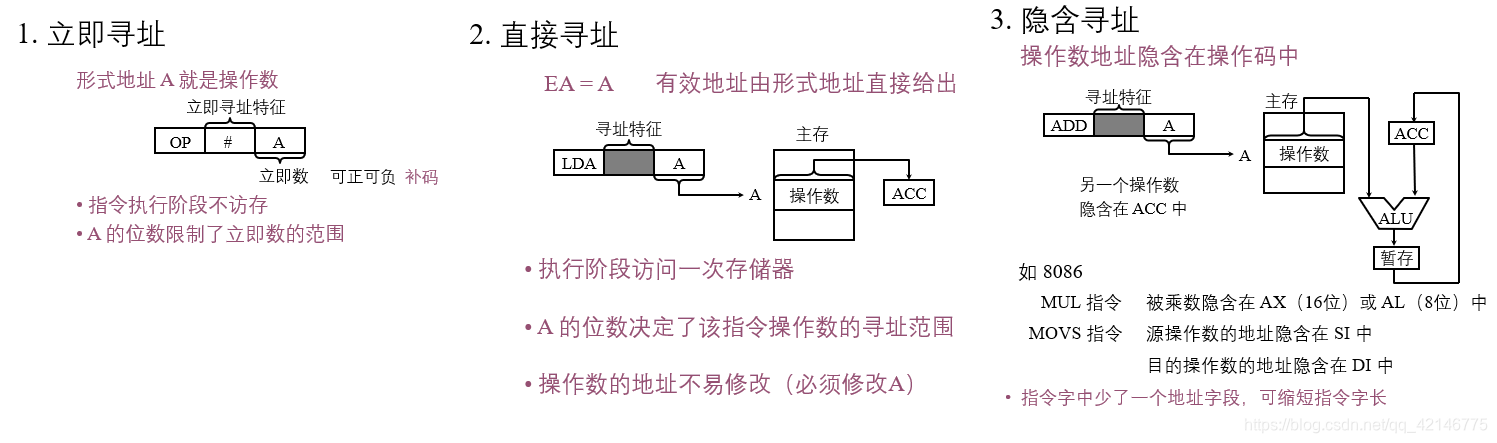 1. 立即寻址
形式地址 A 就是操作数
立即寻址特征
OP # A
立即数 可正可负 补码
• 指令执行阶段不访存
• A 的位数限制了立即数的范围
2. 直接寻址
EA = A 有效地址由形式地址直接给出
寻址特征 主存
LDA A
A 操作数 ACC
• 执行阶段访问一次存储器
• A 的位数决定了该指令操作数的寻址范围
• 操作数的地址不易修改（必须修改A）
3. 隐含寻址
操作数地址隐含在操作码中
寻址特征 主存
ADD A ACC
A 操作数
另一个操作数
隐含在 ACC 中
ALU
暂存
如 8086
MUL 指令 被乘数隐含在 AX（16位）或 AL（8位）中
MOVS 指令 源操作数的地址隐含在 SI 中
目的操作数的地址隐含在 DI 中
• 指令字中少了一个地址字段，可缩短指令字长
https://blog.csdn.net/qq_42146775